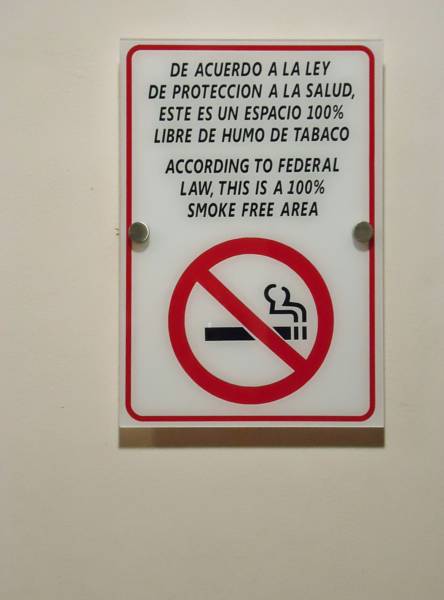 DE ACUERDO A LA LEY
DE PROTECCION A LA SALUD,
ESTE ES UN ESPACIO 100%
LIBRE DE HUMO DE TABACO
ACCORDING TO FEDERAL
LAW, THIS IS A 100%
SMOKE FREE AREA